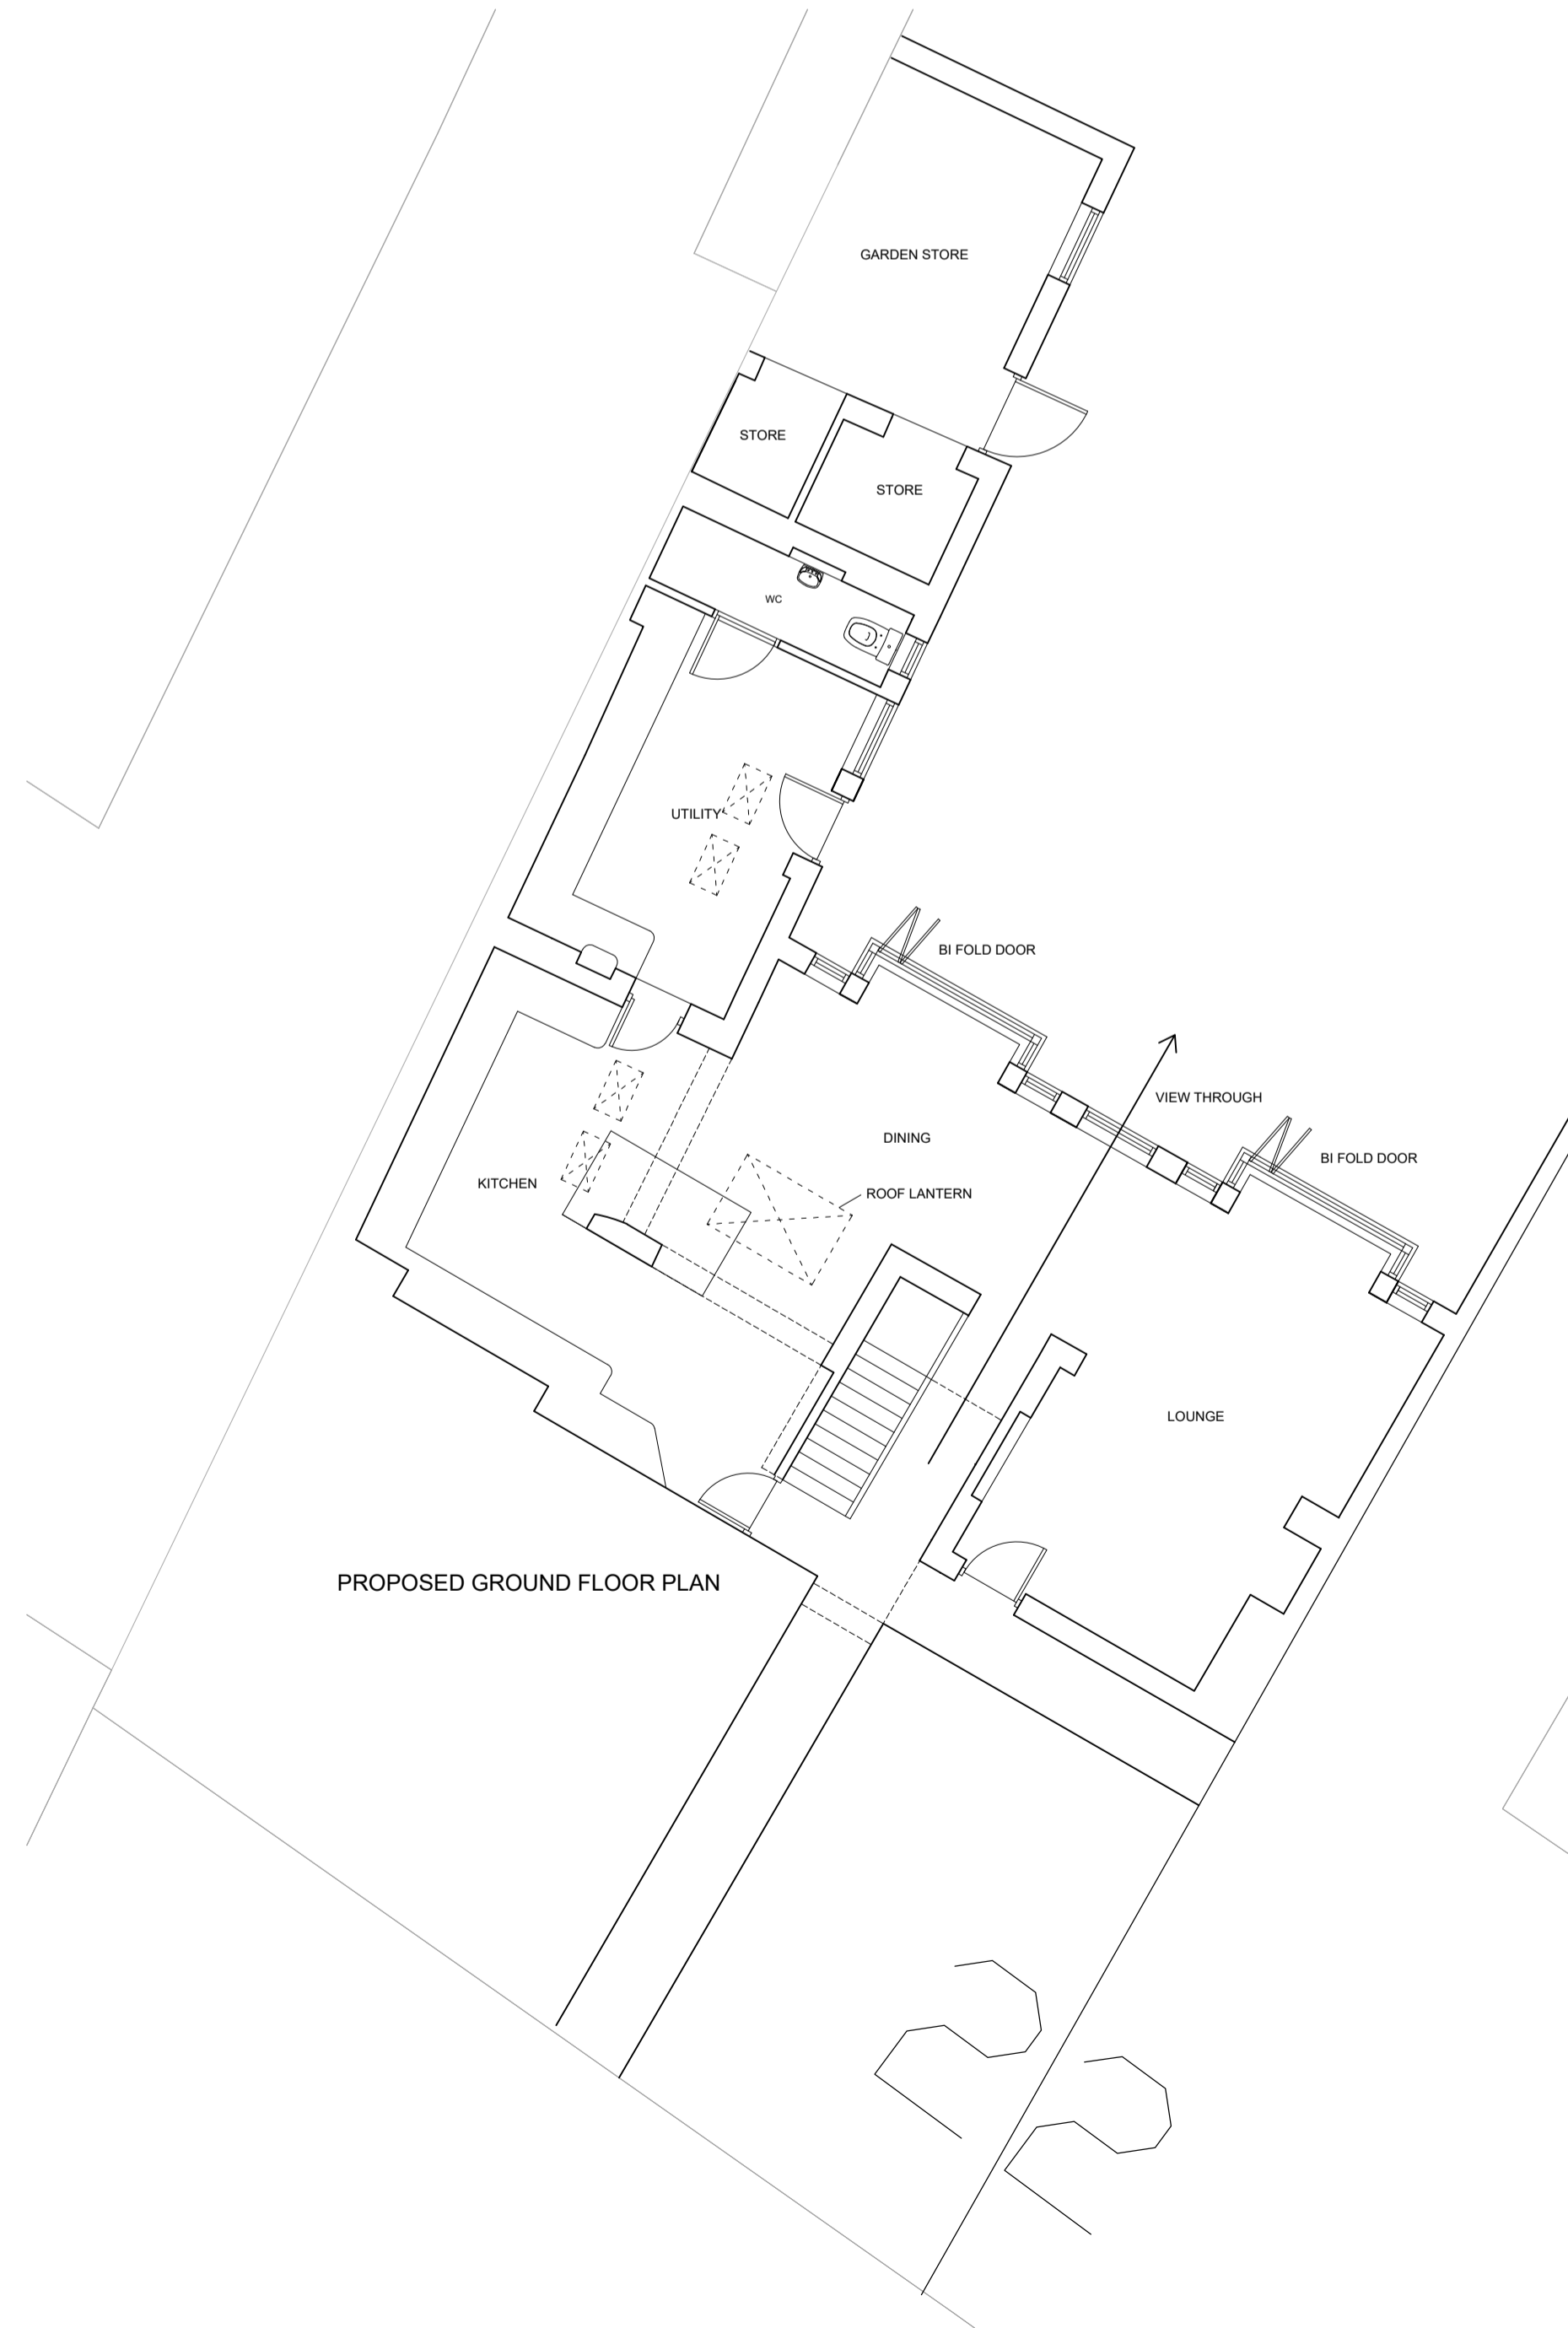 GARDEN STORE
STORE
STORE
WC
UTILITY
BI FOLD DOOR
VIEW THROUGH
DINING
BI FOLD DOOR
KITCHEN
ROOF LANTERN
LOUNGE
PROPOSED GROUND FLOOR PLAN
22